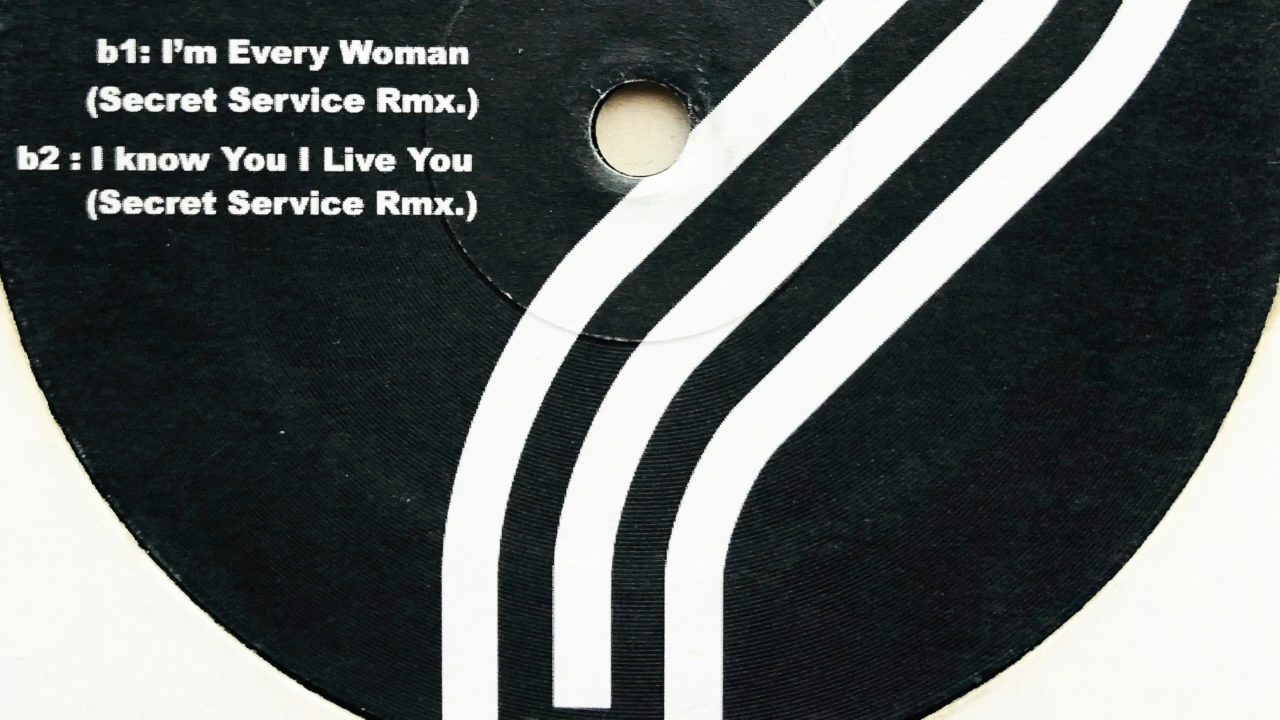 b1: I'm Every Woman
(Secret Service Rmx.)
b2 : I know You I Live You
(Secret Service Rmx.)